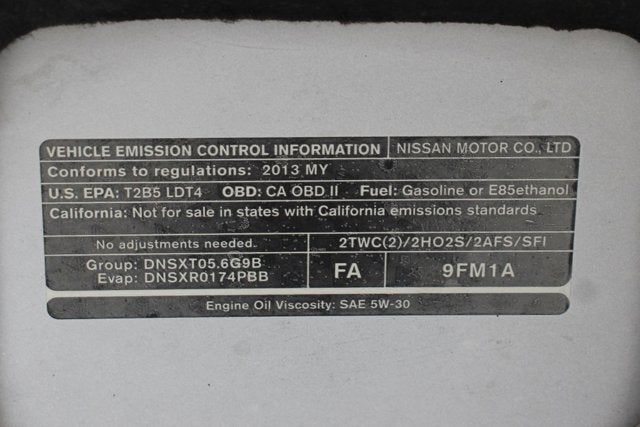 VEHICLE EMISSION CONTROL INFORMATION NISSAN MOTOR CO., LTD
Conforms to regulations: 2013 MY
U.S. EPA: T2B5 LDT4 OBD: CA OBD II Fuel: Gasoline or E85ethanol
California: Not for sale in states with California emissions standards
No adjustments needed. 2TWC(2)/2HO2S/2AFS/SFI
Group: DNSXT05.6G9B FA 9FM1A
Evap: DNSXR0174PBB
Engine Oil Viscosity: SAE 5W-30